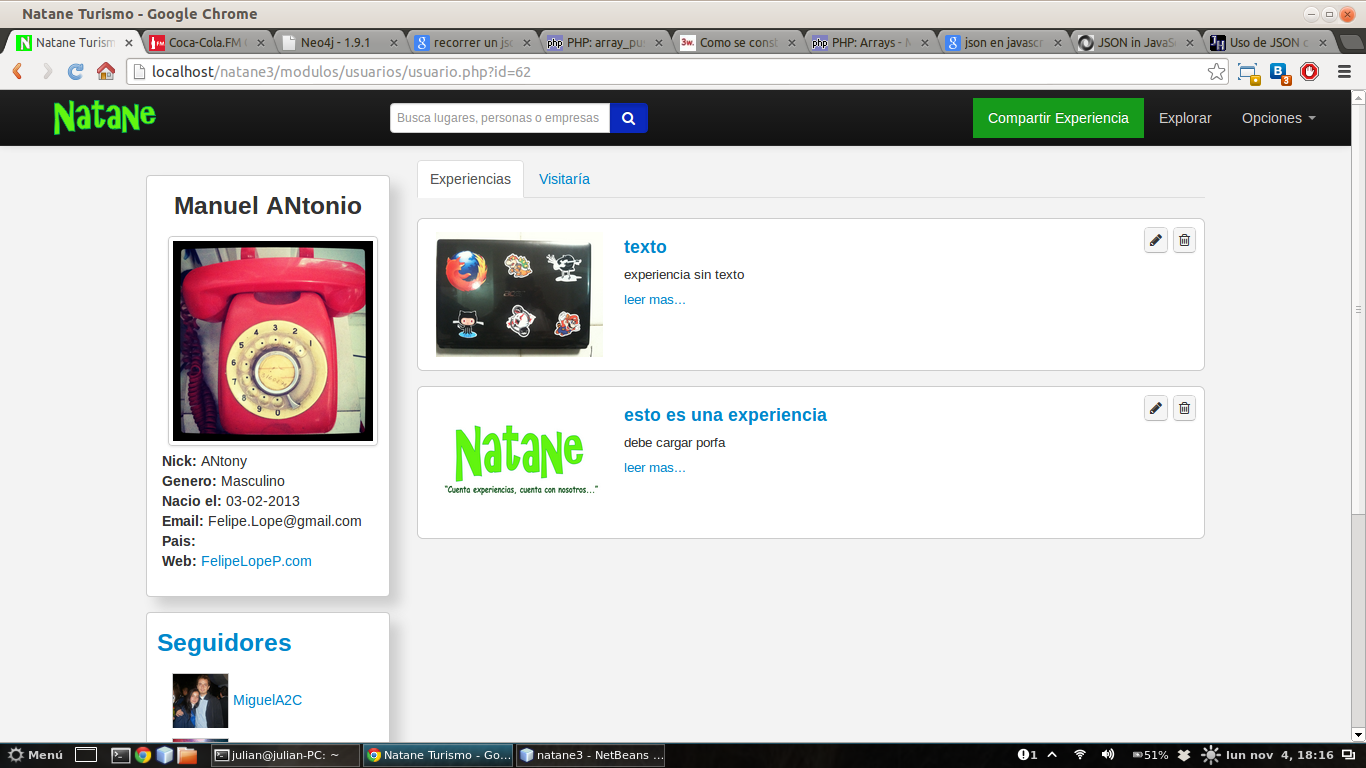 Natane Turismo - Google Chrome
Natane Turism
Coca-Cola.FM
Neo4j - 1.9.1
recorrer un jso
PHP: array_pus
Como se const
PHP: Arrays - M
json en javascr
JSON in JavaS
Uso de JSON c
localhost/natane3/modulos/usuarios/usuario.php?id=62
Natane
Busca lugares, personas o empresas
Compartir Experiencia
Explorar
Opciones
Manuel ANtonio
Nick: ANtony
Genero: Masculino
Nacio el: 03-02-2013
Email: Felipe.Lope@gmail.com
Pais:
Web: FelipeLopeP.com
Seguidores
MiguelA2C
Experiencias
Visitaría
texto
experiencia sin texto
leer mas...
Natane
"Cuenta experiencias, cuenta con nosotros..."
esto es una experiencia
debe cargar porfa
leer mas...
Menú
julian@julian-PC: ~
Natane Turismo - Go...
natane3 - NetBeans ...
1
51%
lun nov 4, 18:16